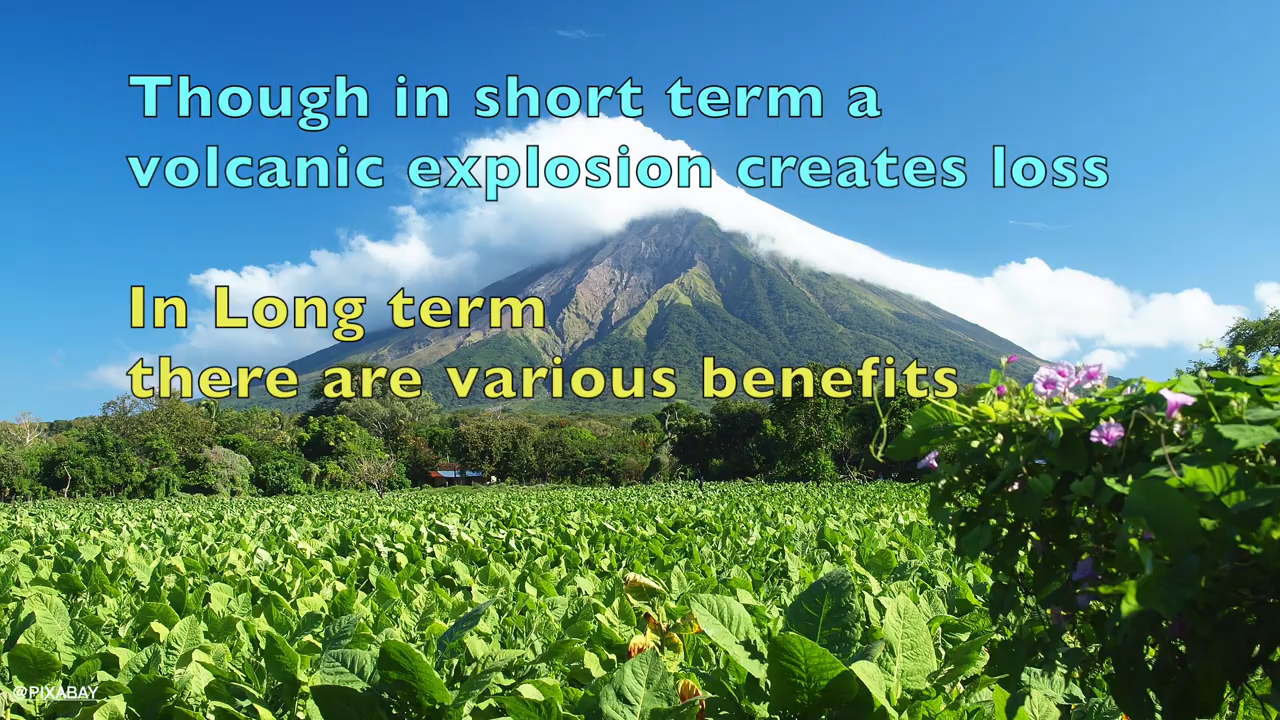 Though in short term a
volcanic explosion creates loss
In Long term
there are various benefits
@PIXABAY